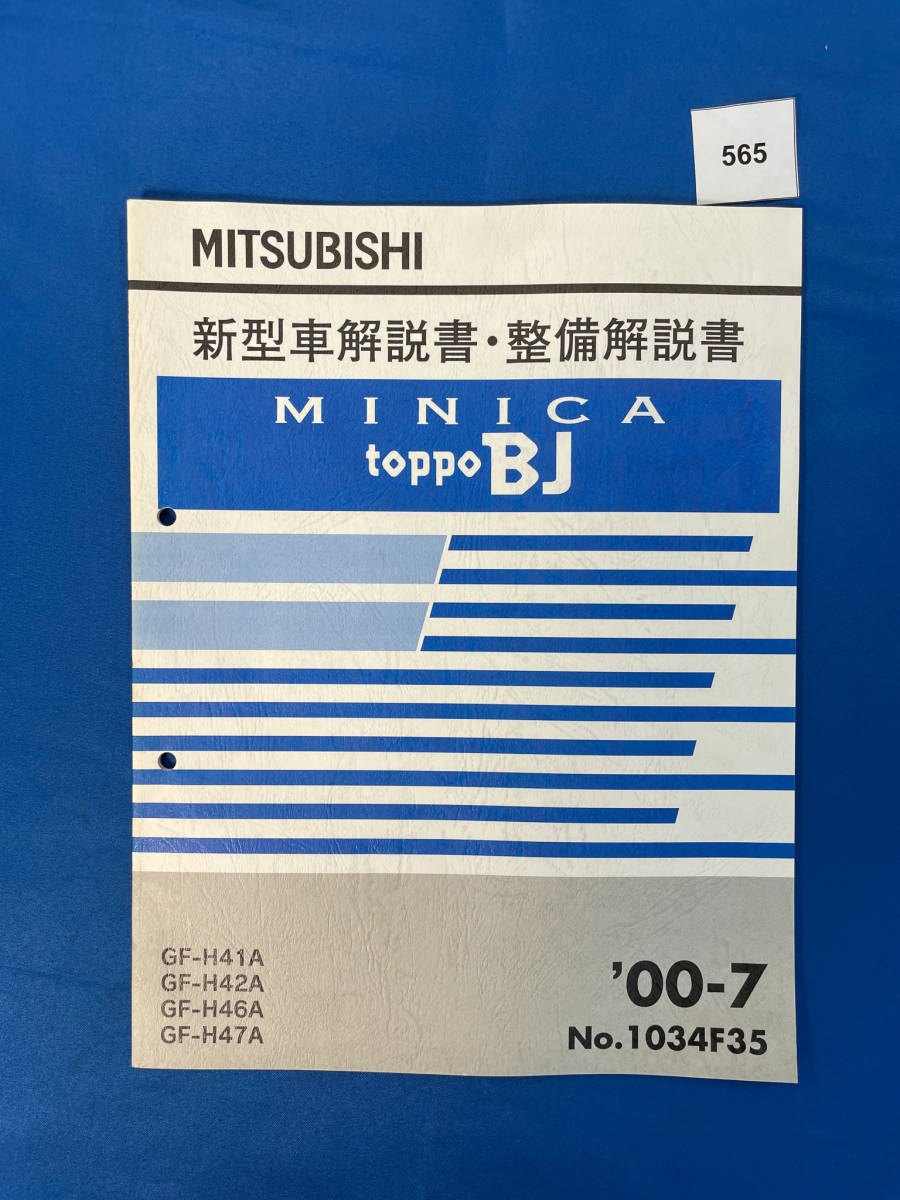 565
MITSUBISHI
新型車解説書・整備解説書
MINICA
toppo BJ
GF-H41A
GF-H42A
GF-H46A
GF-H47A
'00-7
No.1034F35